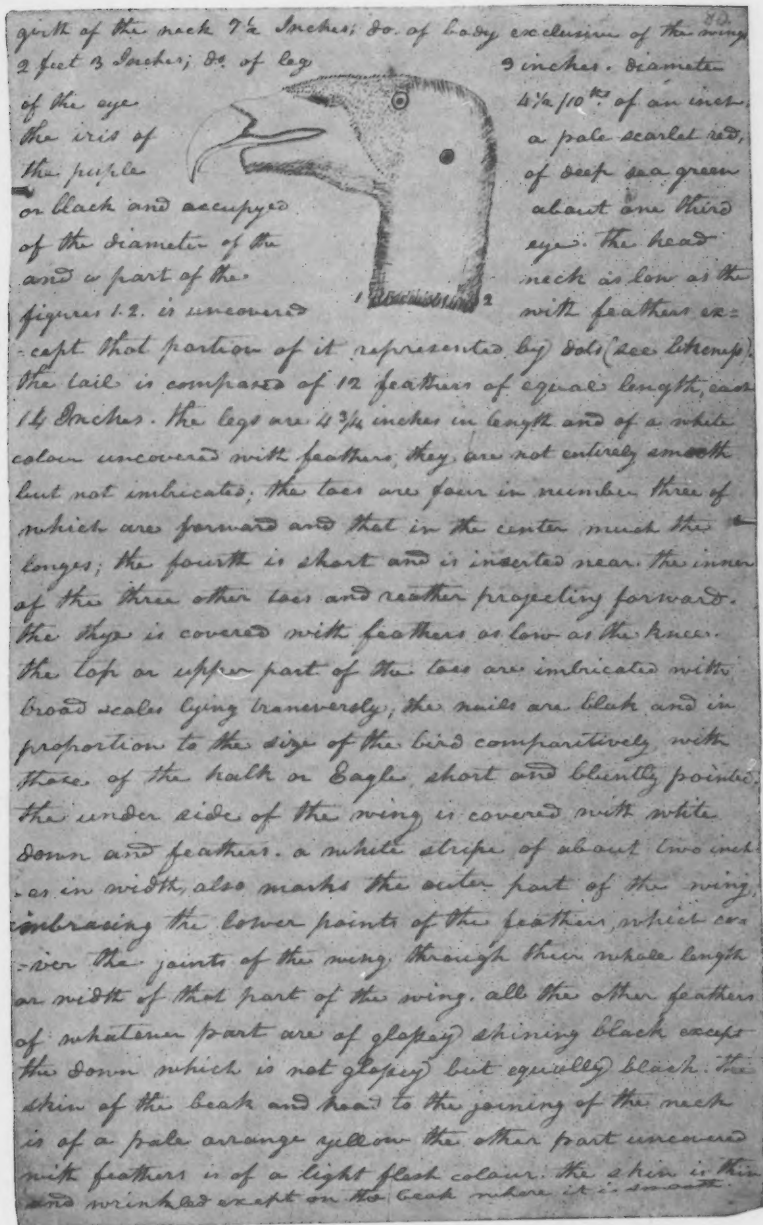 girth of the neck 7½ Inches; do. of body exclusive of the wings
2 feet 3 Inches; do. of leg 3 inches. diameter
of the eye 4½/10ths. of an inch,
the iris of a pale scarlet red,
the puple of deep sea green
or black and occupyed about one third
of the diameter of the eye. the head
and a part of the neck as low as the
figures 1.2. is uncovered with feathers ex=
1 2
-cept that portion of it represented by dots (see likeness).
the tail is composed of 12 feathers of equal length, each
14 Inches. the legs are 4¾ inches in length and of a white
colour uncovered with feathers, they are not entirely smooth
but not imbricated; the toes are four in number three of
which are forward and that in the center much the
longes; the fourth is short and is inserted near the inner
of the three other toes and reather projecting forward.
the thye is covered with feathers as low as the knee.
the top or upper part of the toes are imbricated with
broad scales lying transversly; the nails are blak and in
proportion to the size of the bird comparitively with
those of the halk or Eagle, short and bluntly pointed.
the under side of the wing is covered with white
down and feathers. a white stripe of about two inch
-es in width, also marks the outer part of the wing,
imbracing the lower points of the feathers, which co=
=ver the joints of the wing through their whole length
or width of that part of the wing. all the other feathers
of whatever part are of glossey shining black except
the down which is not glossey but equally black. the
skin of the beak and head to the joining of the neck
is of a pale orrange yellow the other part uncovered
with feathers is of a light flesh colour. the skin is thin
and wrinkled except on the beak where it is smooth